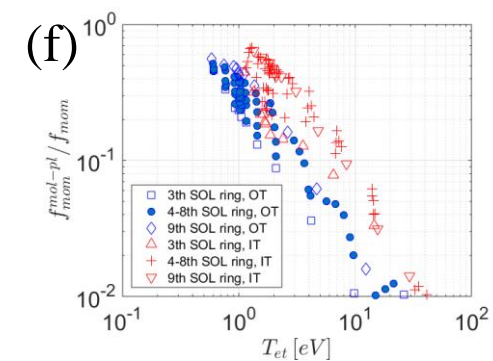 (f)
10^0
10^-1
10^-2
f_mom^mol-pl / f_mom
3th SOL ring, OT
4-8th SOL ring, OT
9th SOL ring, OT
3th SOL ring, IT
4-8th SOL ring, IT
9th SOL ring, IT
10^-1 10^0 10^1 10^2
T_et [eV]